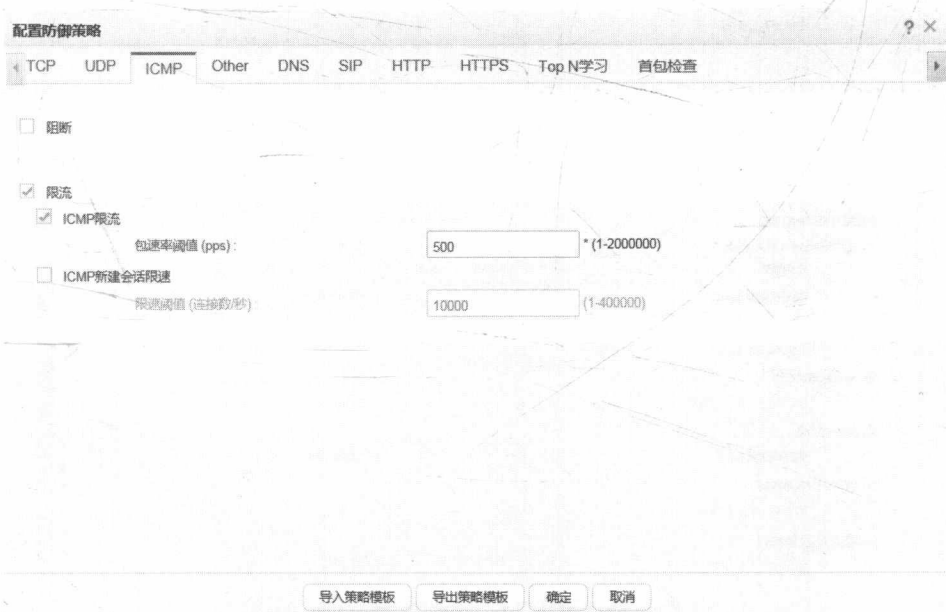 配置防御策略 ? ×
TCP UDP ICMP Other DNS SIP HTTP HTTPS Top N学习 首包检查
阻断
限流
ICMP限流
包速率阈值 (pps) : 500 * (1-2000000)
ICMP新建会话限速
限速阈值 (连接数/秒) : 10000 (1-400000)
导入策略模板 导出策略模板 确定 取消